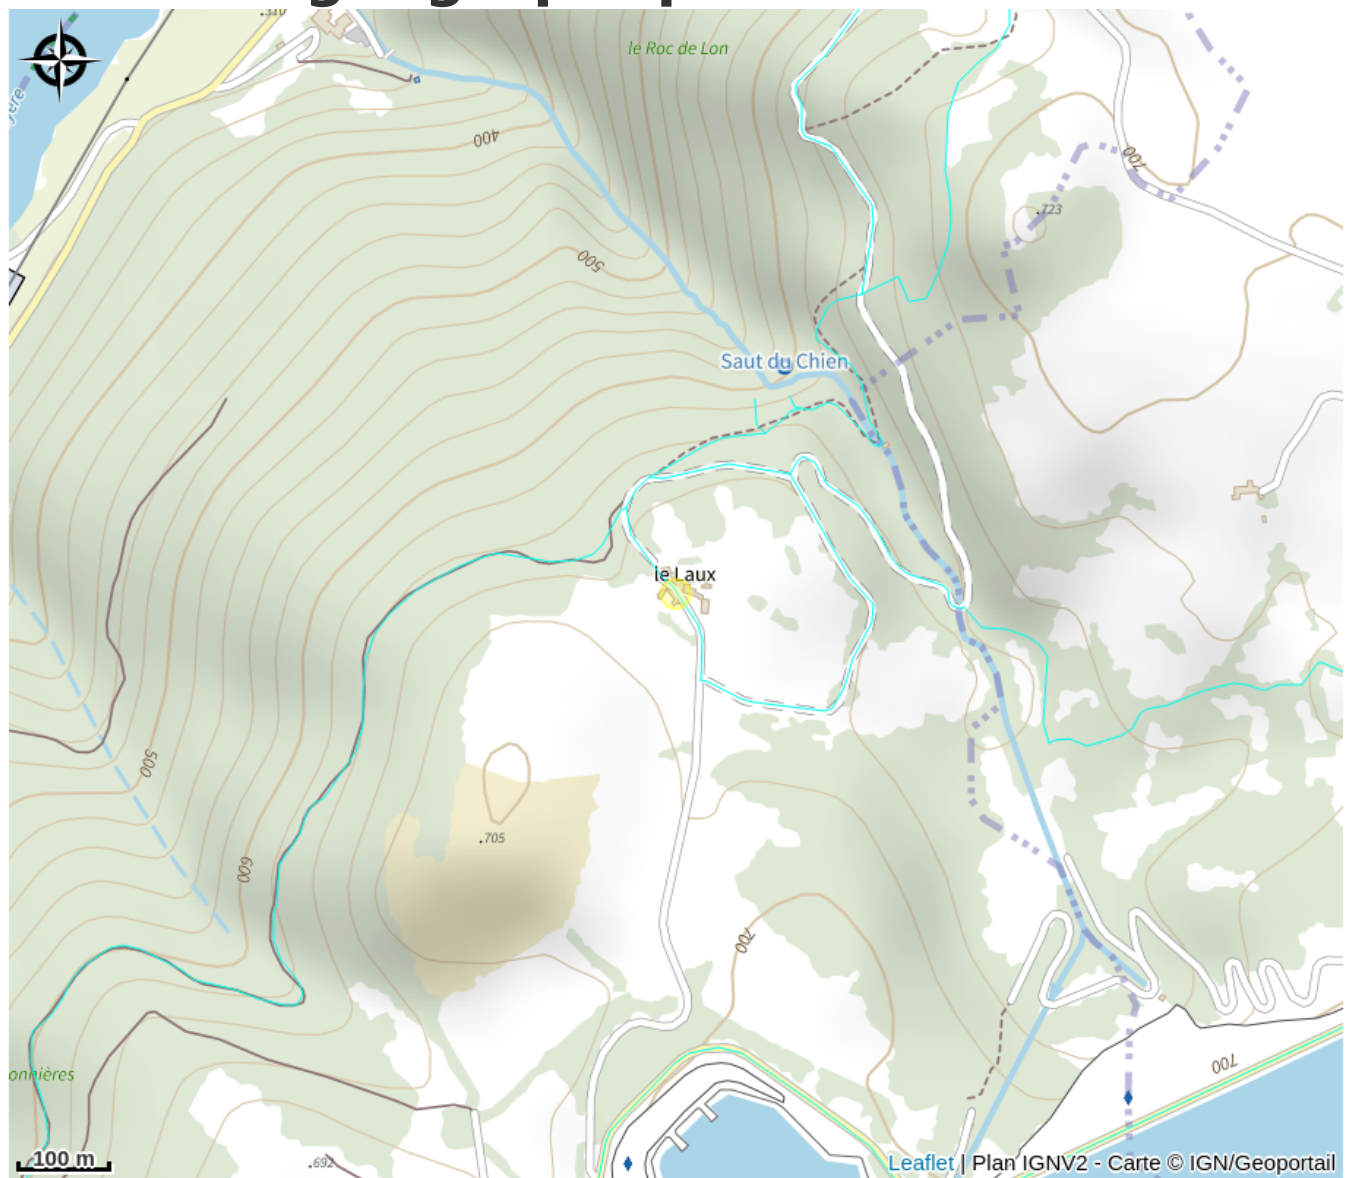 .310
le Roc de Lon
400
700
.723
500
Saut du Chien
le Laux
500
.705
600
700
onnières
700
100 m
.692
Leaflet | Plan IGNV2 - Carte © IGN/Geoportail